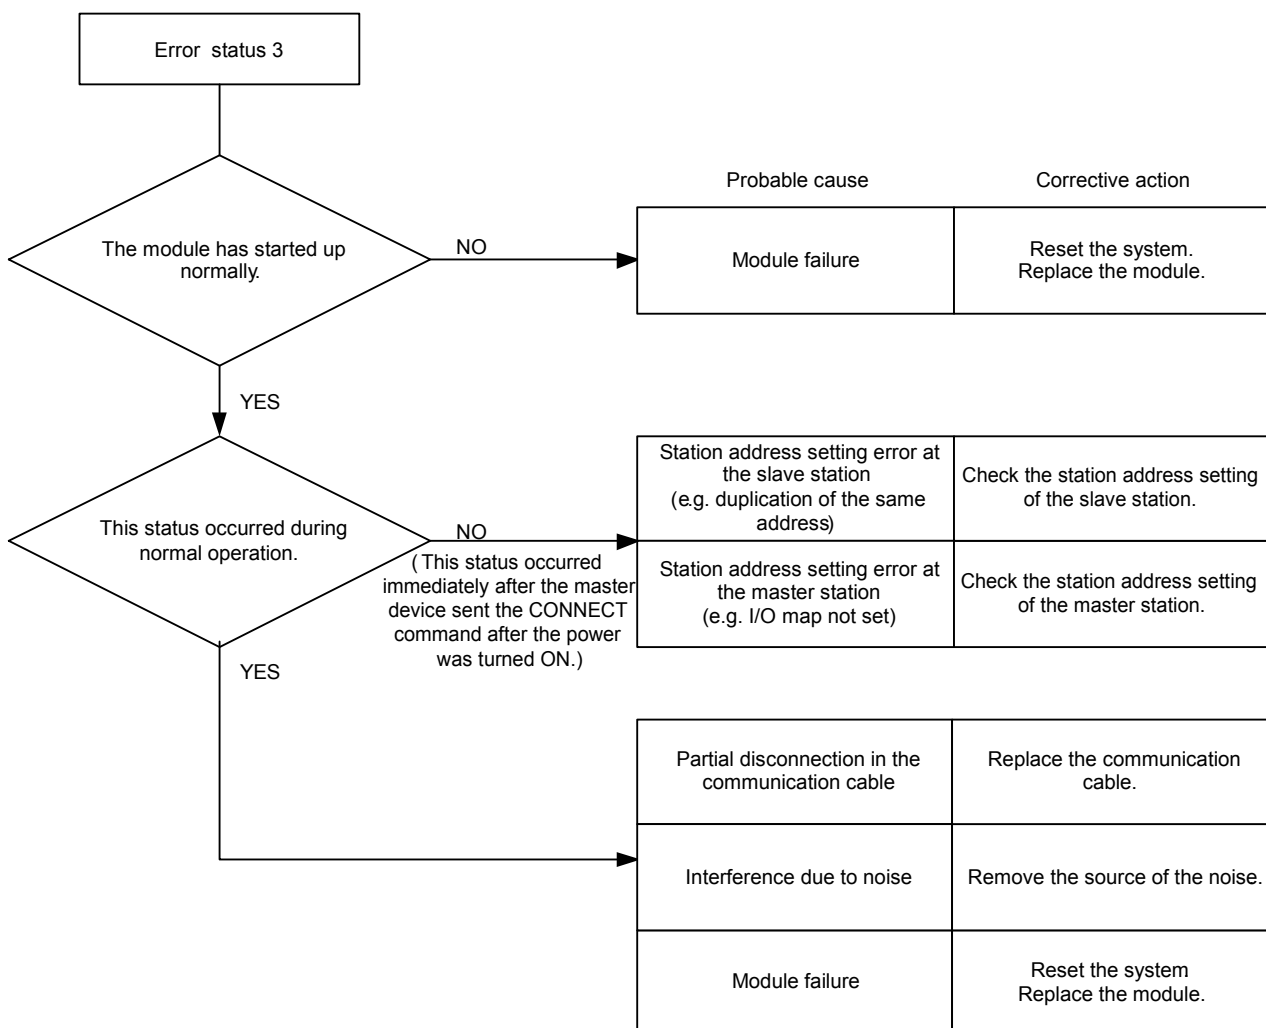 Error status 3
Probable cause
Corrective action
The module has started up
normally.
NO
Module failure
Reset the system.
Replace the module.
YES
This status occurred during
normal operation.
NO
(This status occurred
immediately after the master
device sent the CONNECT
command after the power
was turned ON.)
Station address setting error at
the slave station
(e.g. duplication of the same
address)
Check the station address setting
of the slave station.
Station address setting error at
the master station
(e.g. I/O map not set)
Check the station address setting
of the master station.
YES
Partial disconnection in the
communication cable
Replace the communication
cable.
Interference due to noise
Remove the source of the noise.
Module failure
Reset the system
Replace the module.